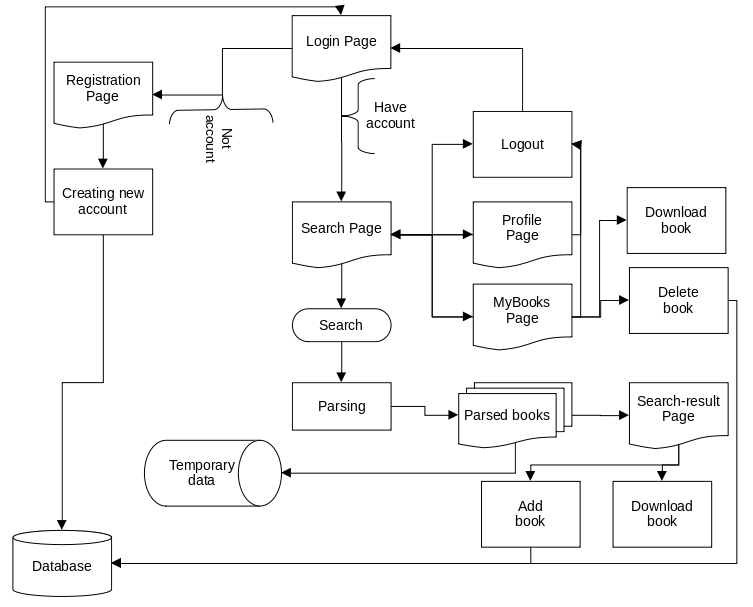 Login Page
Registration
Page
Not
account
Have
account
Logout
Creating new
account
Search Page
Profile
Page
Download
book
MyBooks
Page
Delete
book
Search
Parsing
Parsed books
Search-result
Page
Temporary
data
Add
book
Download
book
Database